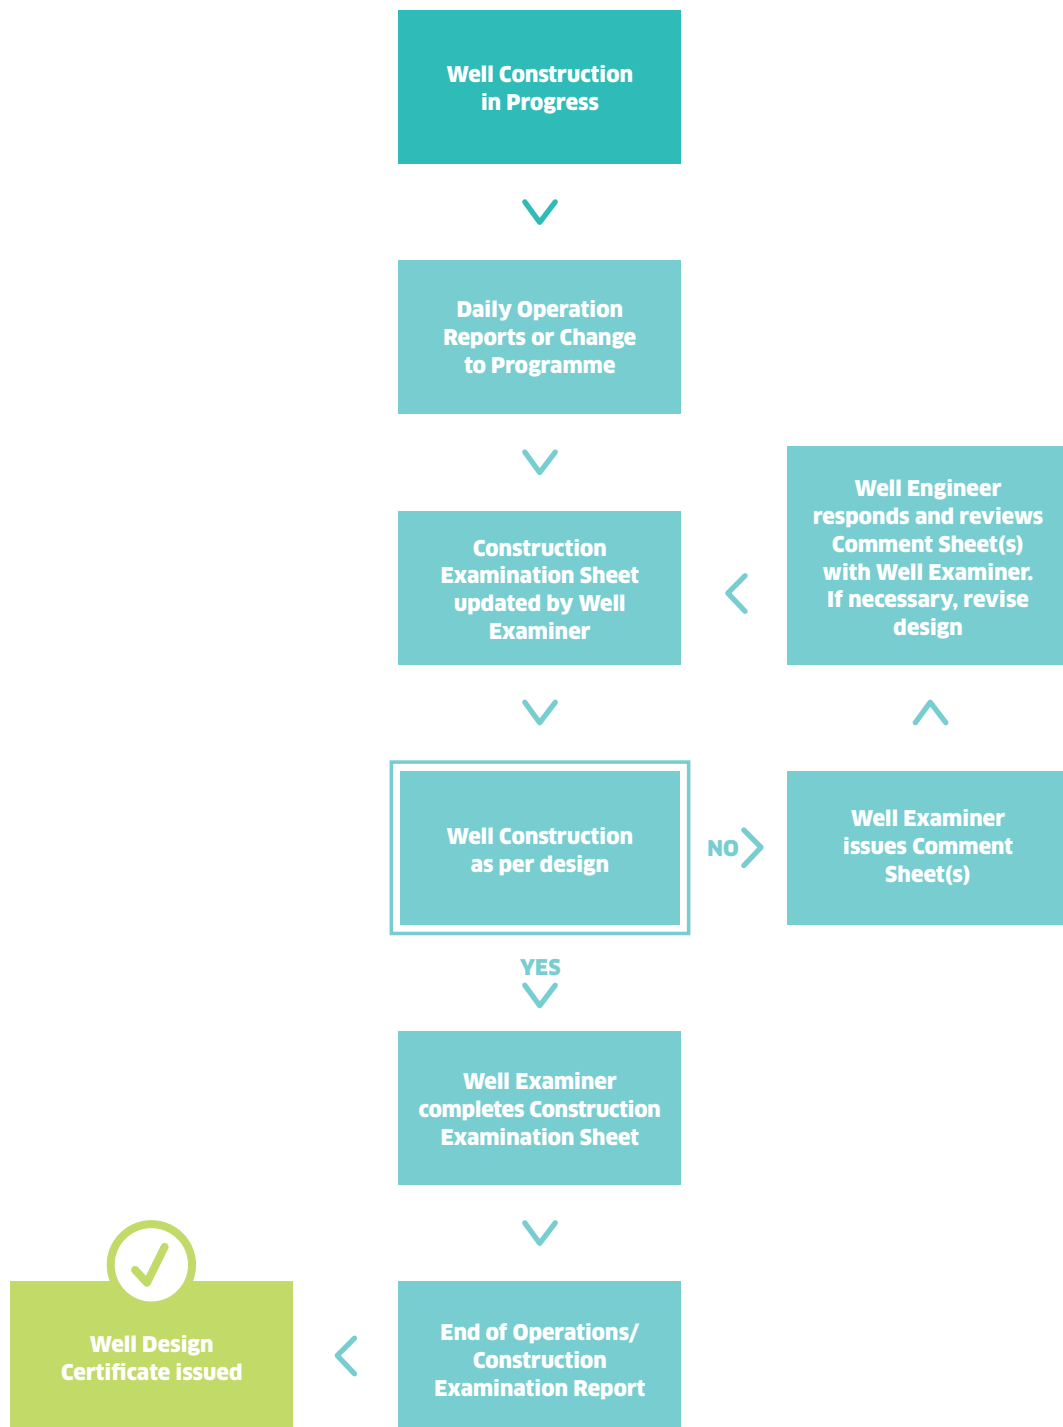 Well Construction
in Progress
Daily Operation
Reports or Change
to Programme
Construction
Examination Sheet
updated by Well
Examiner
Well Engineer
responds and reviews
Comment Sheet(s)
with Well Examiner.
If necessary, revise
design
Well Construction
as per design
NO
Well Examiner
issues Comment
Sheet(s)
YES
Well Examiner
completes Construction
Examination Sheet
End of Operations/
Construction
Examination Report
Well Design
Certificate issued